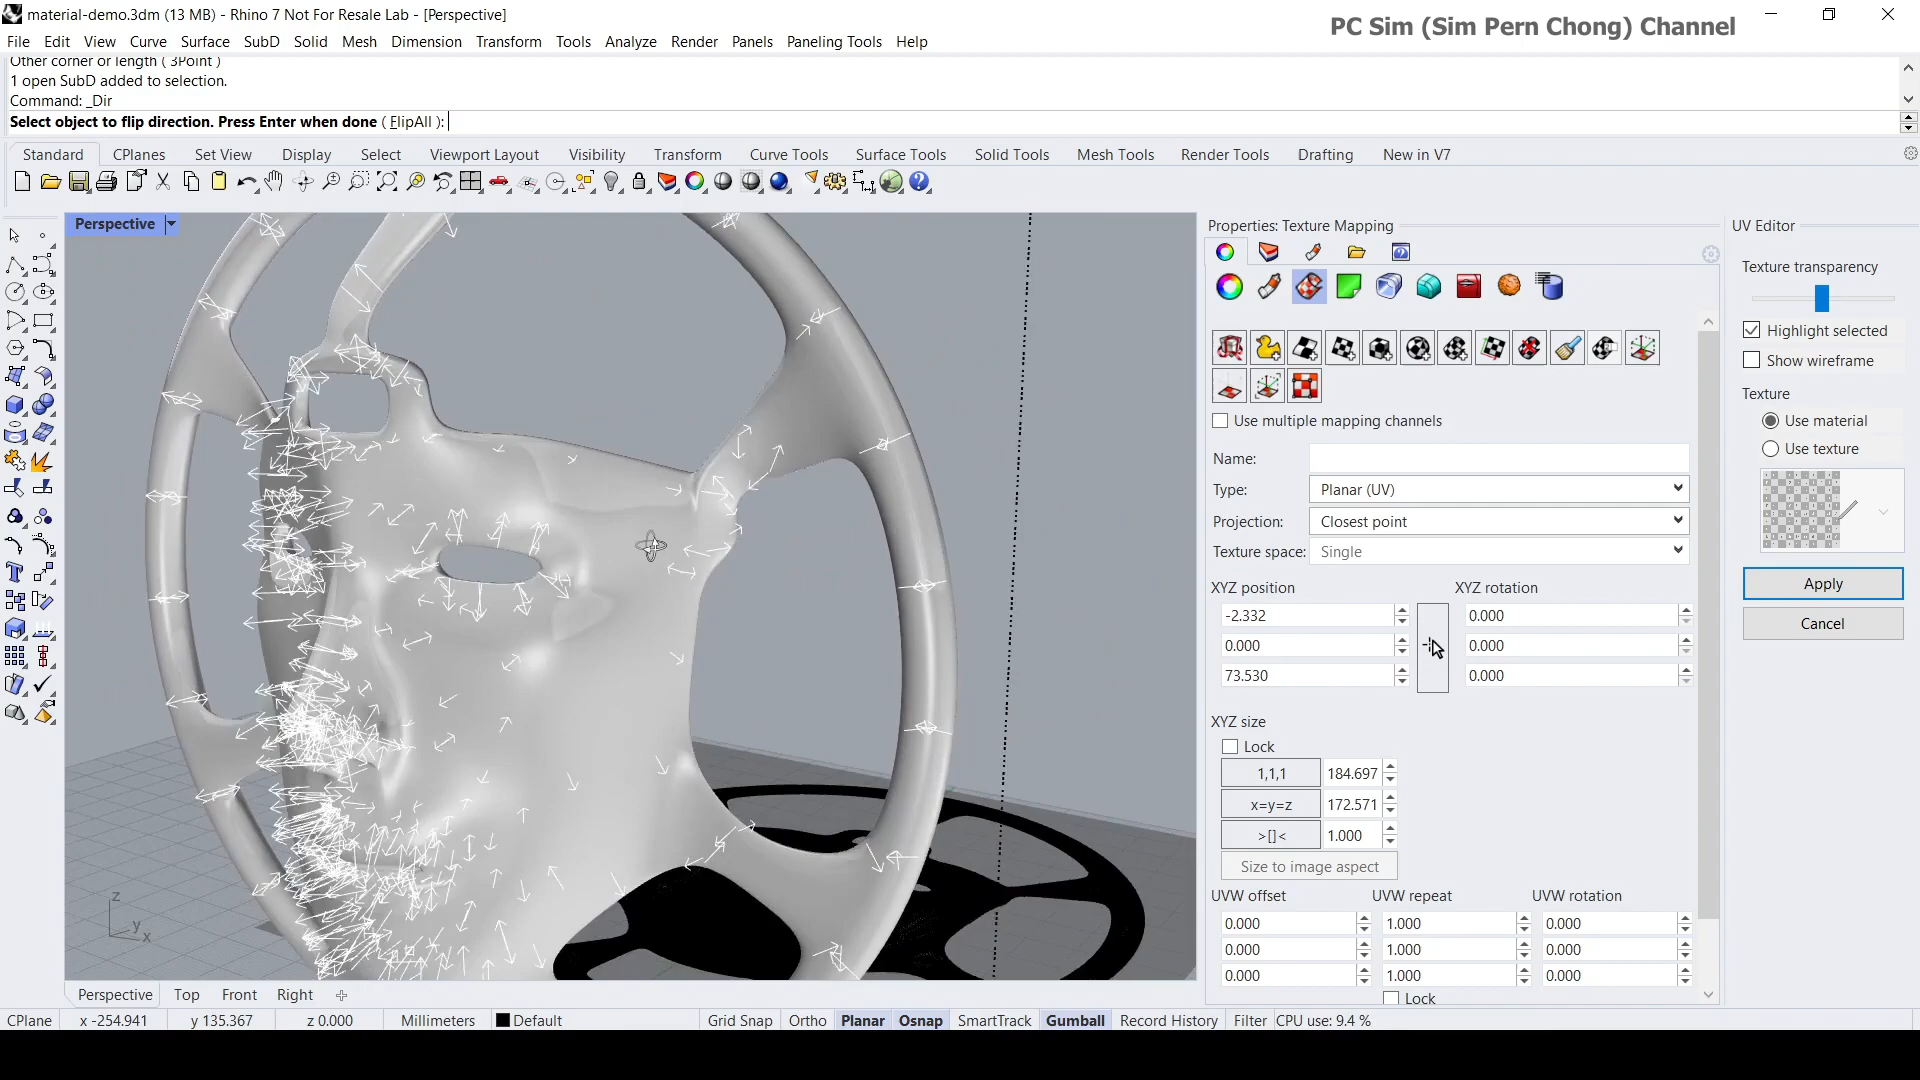 material-demo.3dm (13 MB) - Rhino 7 Not For Resale Lab - [Perspective]
PC Sim (Sim Pern Chong) Channel
File Edit View Curve Surface SubD Solid Mesh Dimension Transform Tools Analyze Render Panels Paneling Tools Help
Other corner or length ( 3Point )
1 open SubD added to selection.
Command: _Dir
Select object to flip direction. Press Enter when done ( FlipAll ):
Standard CPlanes Set View Display Select Viewport Layout Visibility Transform Curve Tools Surface Tools Solid Tools Mesh Tools Render Tools Drafting New in V7
Perspective
Properties: Texture Mapping
UV Editor
Texture transparency
Highlight selected
Show wireframe
Texture
Use material
Use texture
Apply
Cancel
Use multiple mapping channels
Name:
Type: Planar (UV)
Projection: Closest point
Texture space: Single
XYZ position XYZ rotation
-2.332 0.000
0.000 0.000
73.530 0.000
XYZ size
Lock
1,1,1 184.697
x=y=z 172.571
>[]< 1.000
Size to image aspect
UVW offset UVW repeat UVW rotation
0.000 1.000 0.000
0.000 1.000 0.000
0.000 1.000 0.000
Lock
z
y
x
Perspective Top Front Right
CPlane x -254.941 y 135.367 z 0.000 Millimeters Default Grid Snap Ortho Planar Osnap SmartTrack Gumball Record History Filter CPU use: 9.4 %